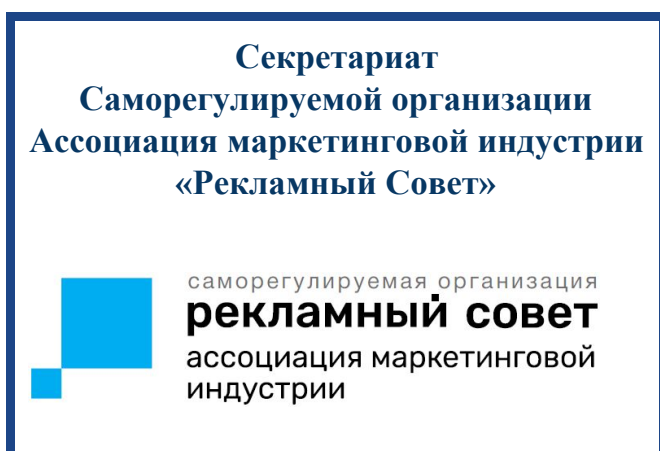 Секретариат
Саморегулируемой организации
Ассоциация маркетинговой индустрии
«Рекламный Совет»
саморегулируемая организация
рекламный совет
ассоциация маркетинговой
индустрии